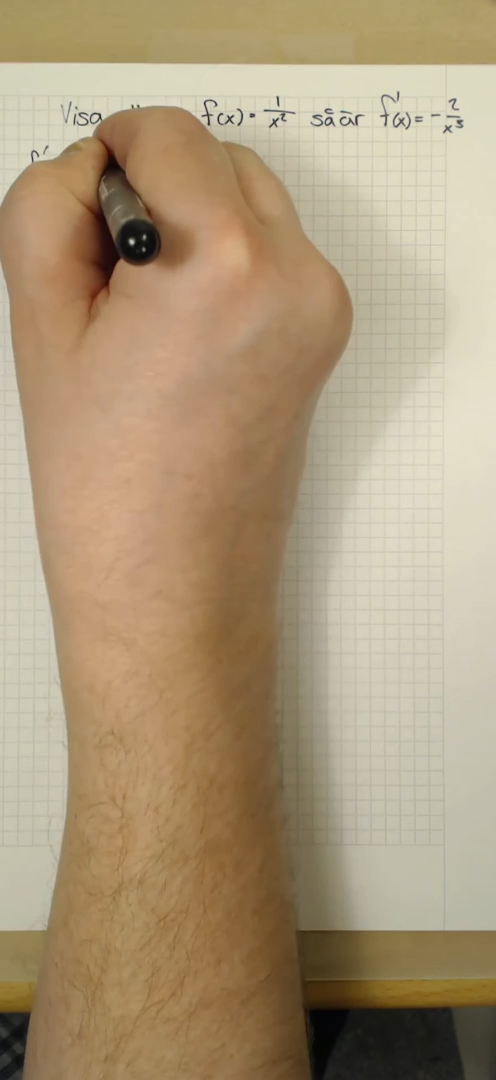 Visa f(x) = 1/x² så är f'(x) = - 2/x³
f'